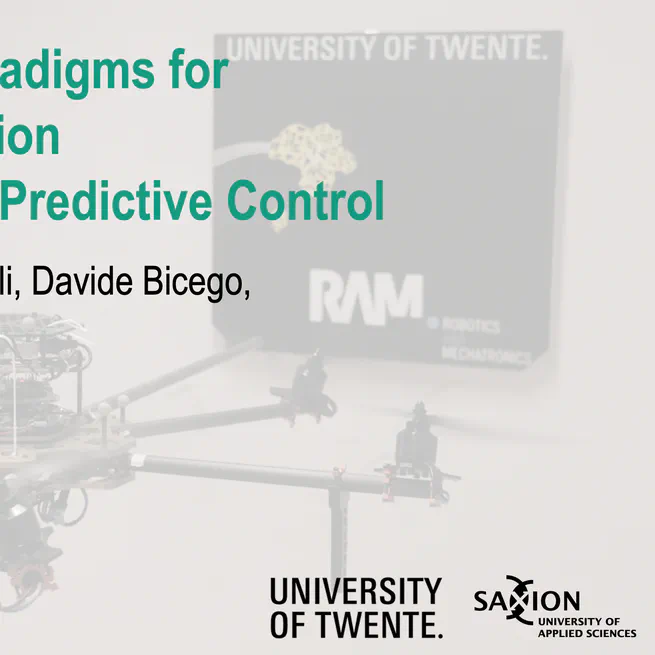 UNIVERSITY OF TWENTE.
adigms for
ion
Predictive Control
li, Davide Bicego,
RAM
ROBOTICS
AND
MECHATRONICS
UNIVERSITY
OF TWENTE.
SAXION
UNIVERSITY OF
APPLIED SCIENCES